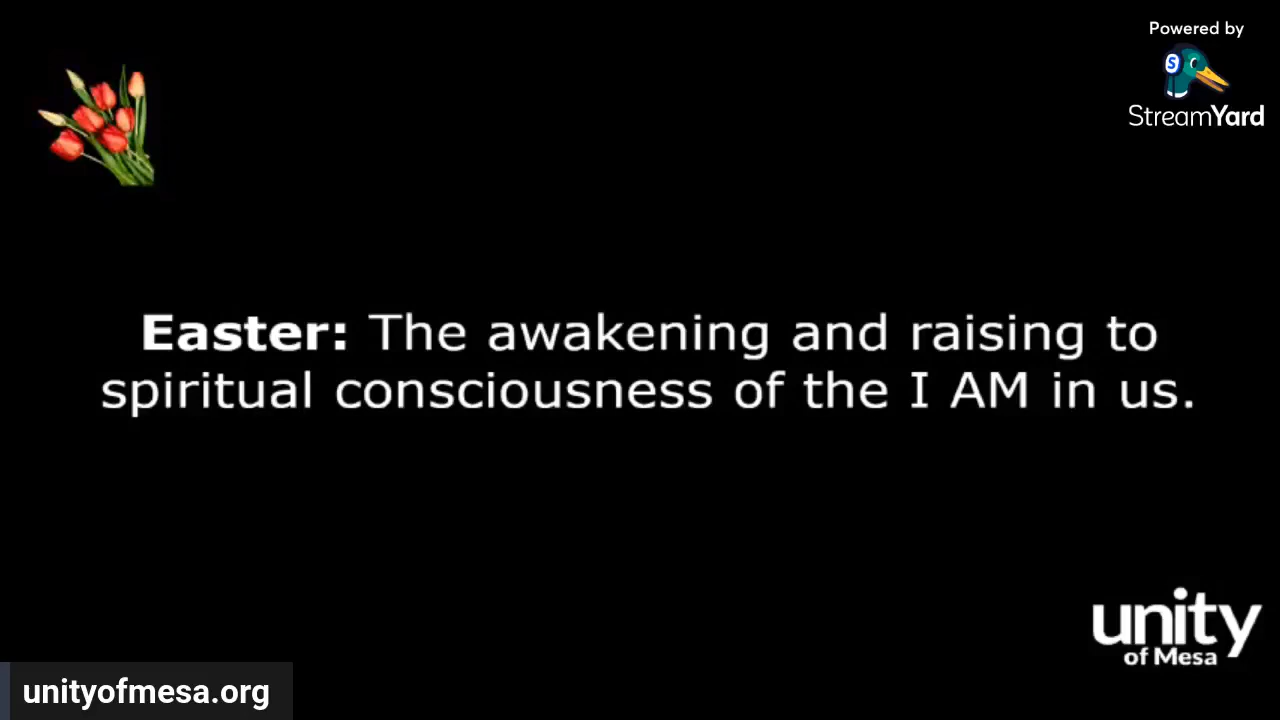 Powered by
S
StreamYard
Easter: The awakening and raising to
spiritual consciousness of the I AM in us.
unity
of Mesa
unityofmesa.org